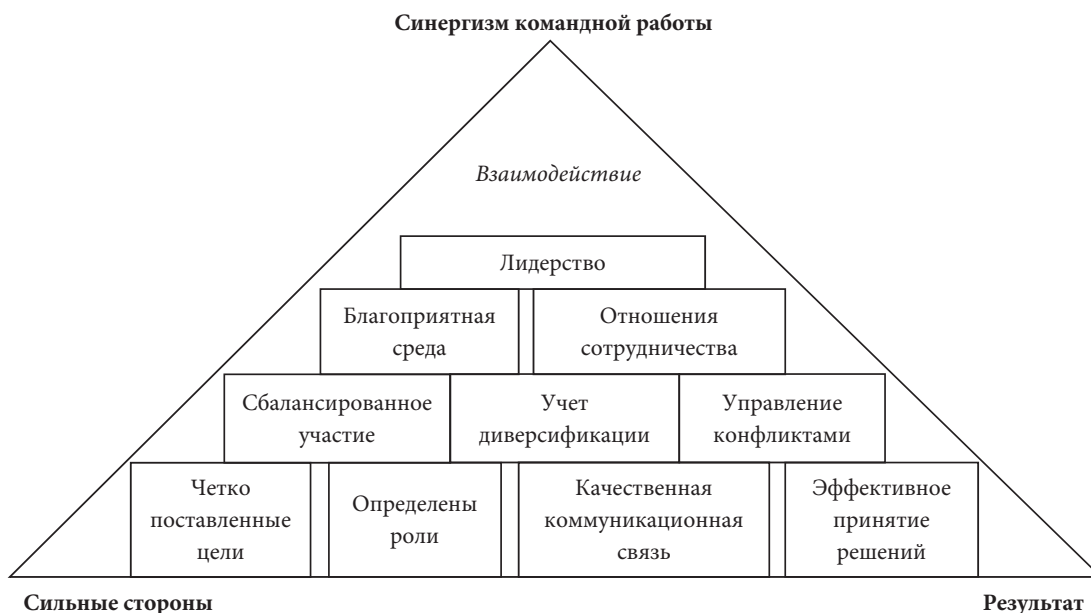 Синергизм командной работы
Взаимодействие
Лидерство
Благоприятная
среда
Отношения
сотрудничества
Сбалансированное
участие
Учет
диверсификации
Управление
конфликтами
Четко
поставленные
цели
Определены
роли
Качественная
коммуникационная
связь
Эффективное
принятие
решений
Сильные стороны
Результат